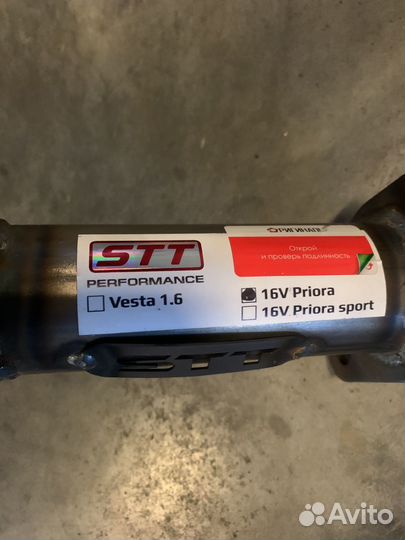 STT
PERFORMANCE
Vesta 1.6
ОРИГИНАЛ
Открой
и проверь подлинность
16V Priora
16V Priora sport
STT
Avito